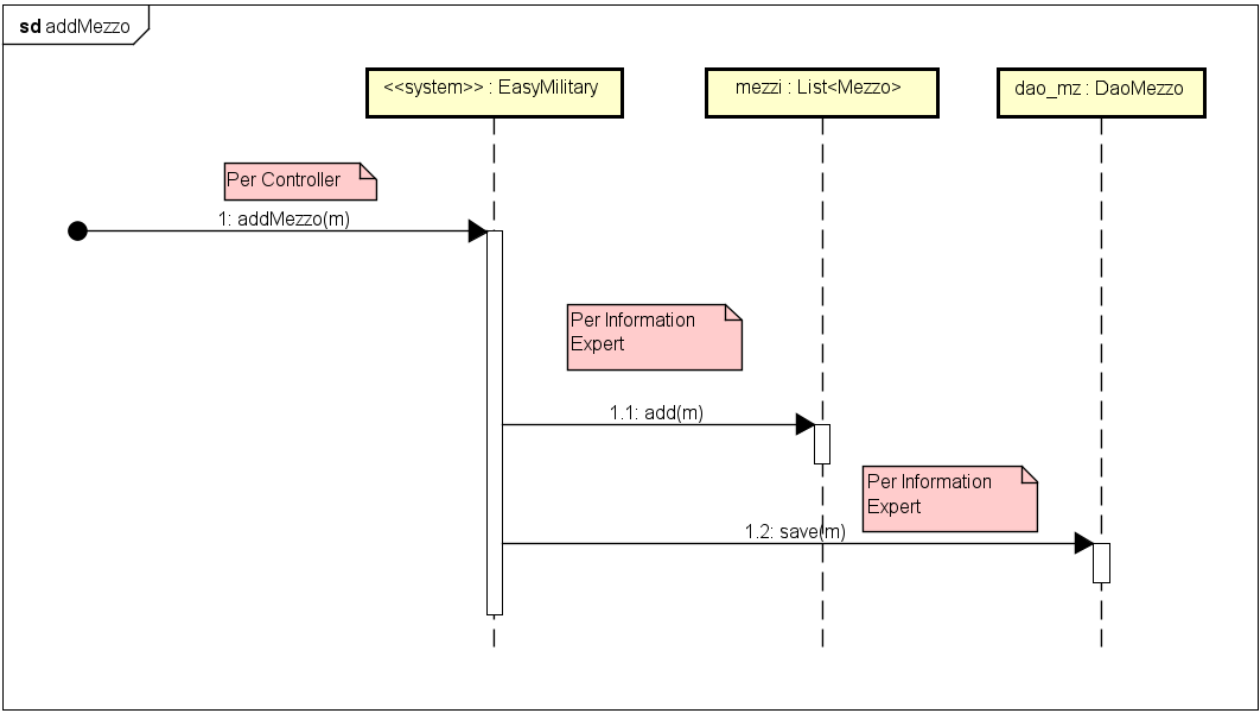 sd addMezzo
<<system>> : EasyMilitary
mezzi : List<Mezzo>
dao_mz : DaoMezzo
Per Controller
1: addMezzo(m)
Per Information
Expert
1.1: add(m)
Per Information
Expert
1.2: save(m)